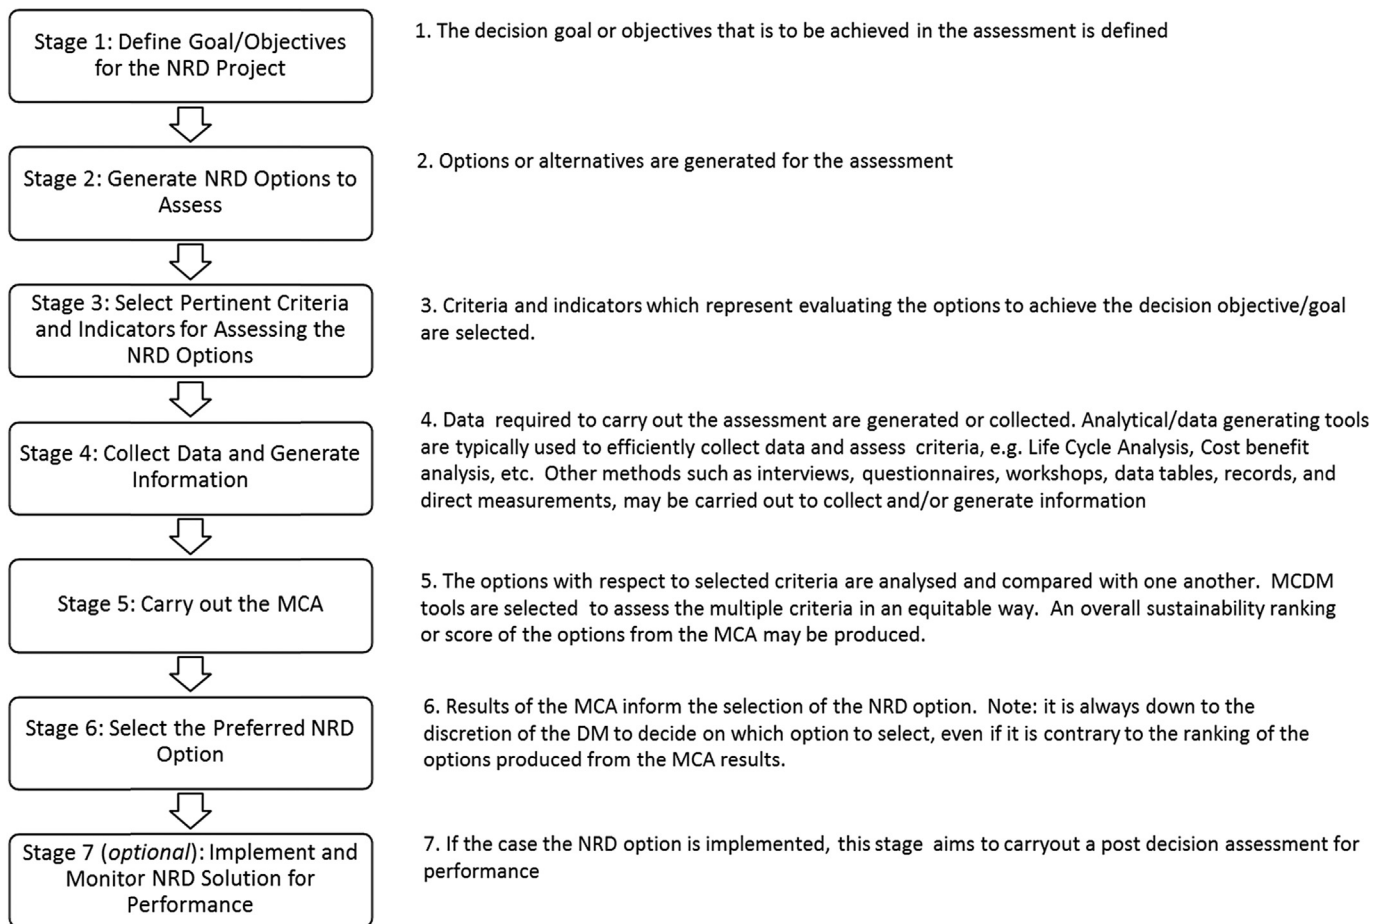 Stage 1: Define Goal/Objectives
for the NRD Project
1. The decision goal or objectives that is to be achieved in the assessment is defined
Stage 2: Generate NRD Options to
Assess
2. Options or alternatives are generated for the assessment
Stage 3: Select Pertinent Criteria
and Indicators for Assessing the
NRD Options
3. Criteria and indicators which represent evaluating the options to achieve the decision objective/goal
are selected.
Stage 4: Collect Data and Generate
Information
4. Data required to carry out the assessment are generated or collected. Analytical/data generating tools
are typically used to efficiently collect data and assess criteria, e.g. Life Cycle Analysis, Cost benefit
analysis, etc. Other methods such as interviews, questionnaires, workshops, data tables, records, and
direct measurements, may be carried out to collect and/or generate information
Stage 5: Carry out the MCA
5. The options with respect to selected criteria are analysed and compared with one another. MCDM
tools are selected to assess the multiple criteria in an equitable way. An overall sustainability ranking
or score of the options from the MCA may be produced.
Stage 6: Select the Preferred NRD
Option
6. Results of the MCA inform the selection of the NRD option. Note: it is always down to the
discretion of the DM to decide on which option to select, even if it is contrary to the ranking of the
options produced from the MCA results.
Stage 7 (optional): Implement and
Monitor NRD Solution for
Performance
7. If the case the NRD option is implemented, this stage aims to carryout a post decision assessment for
performance